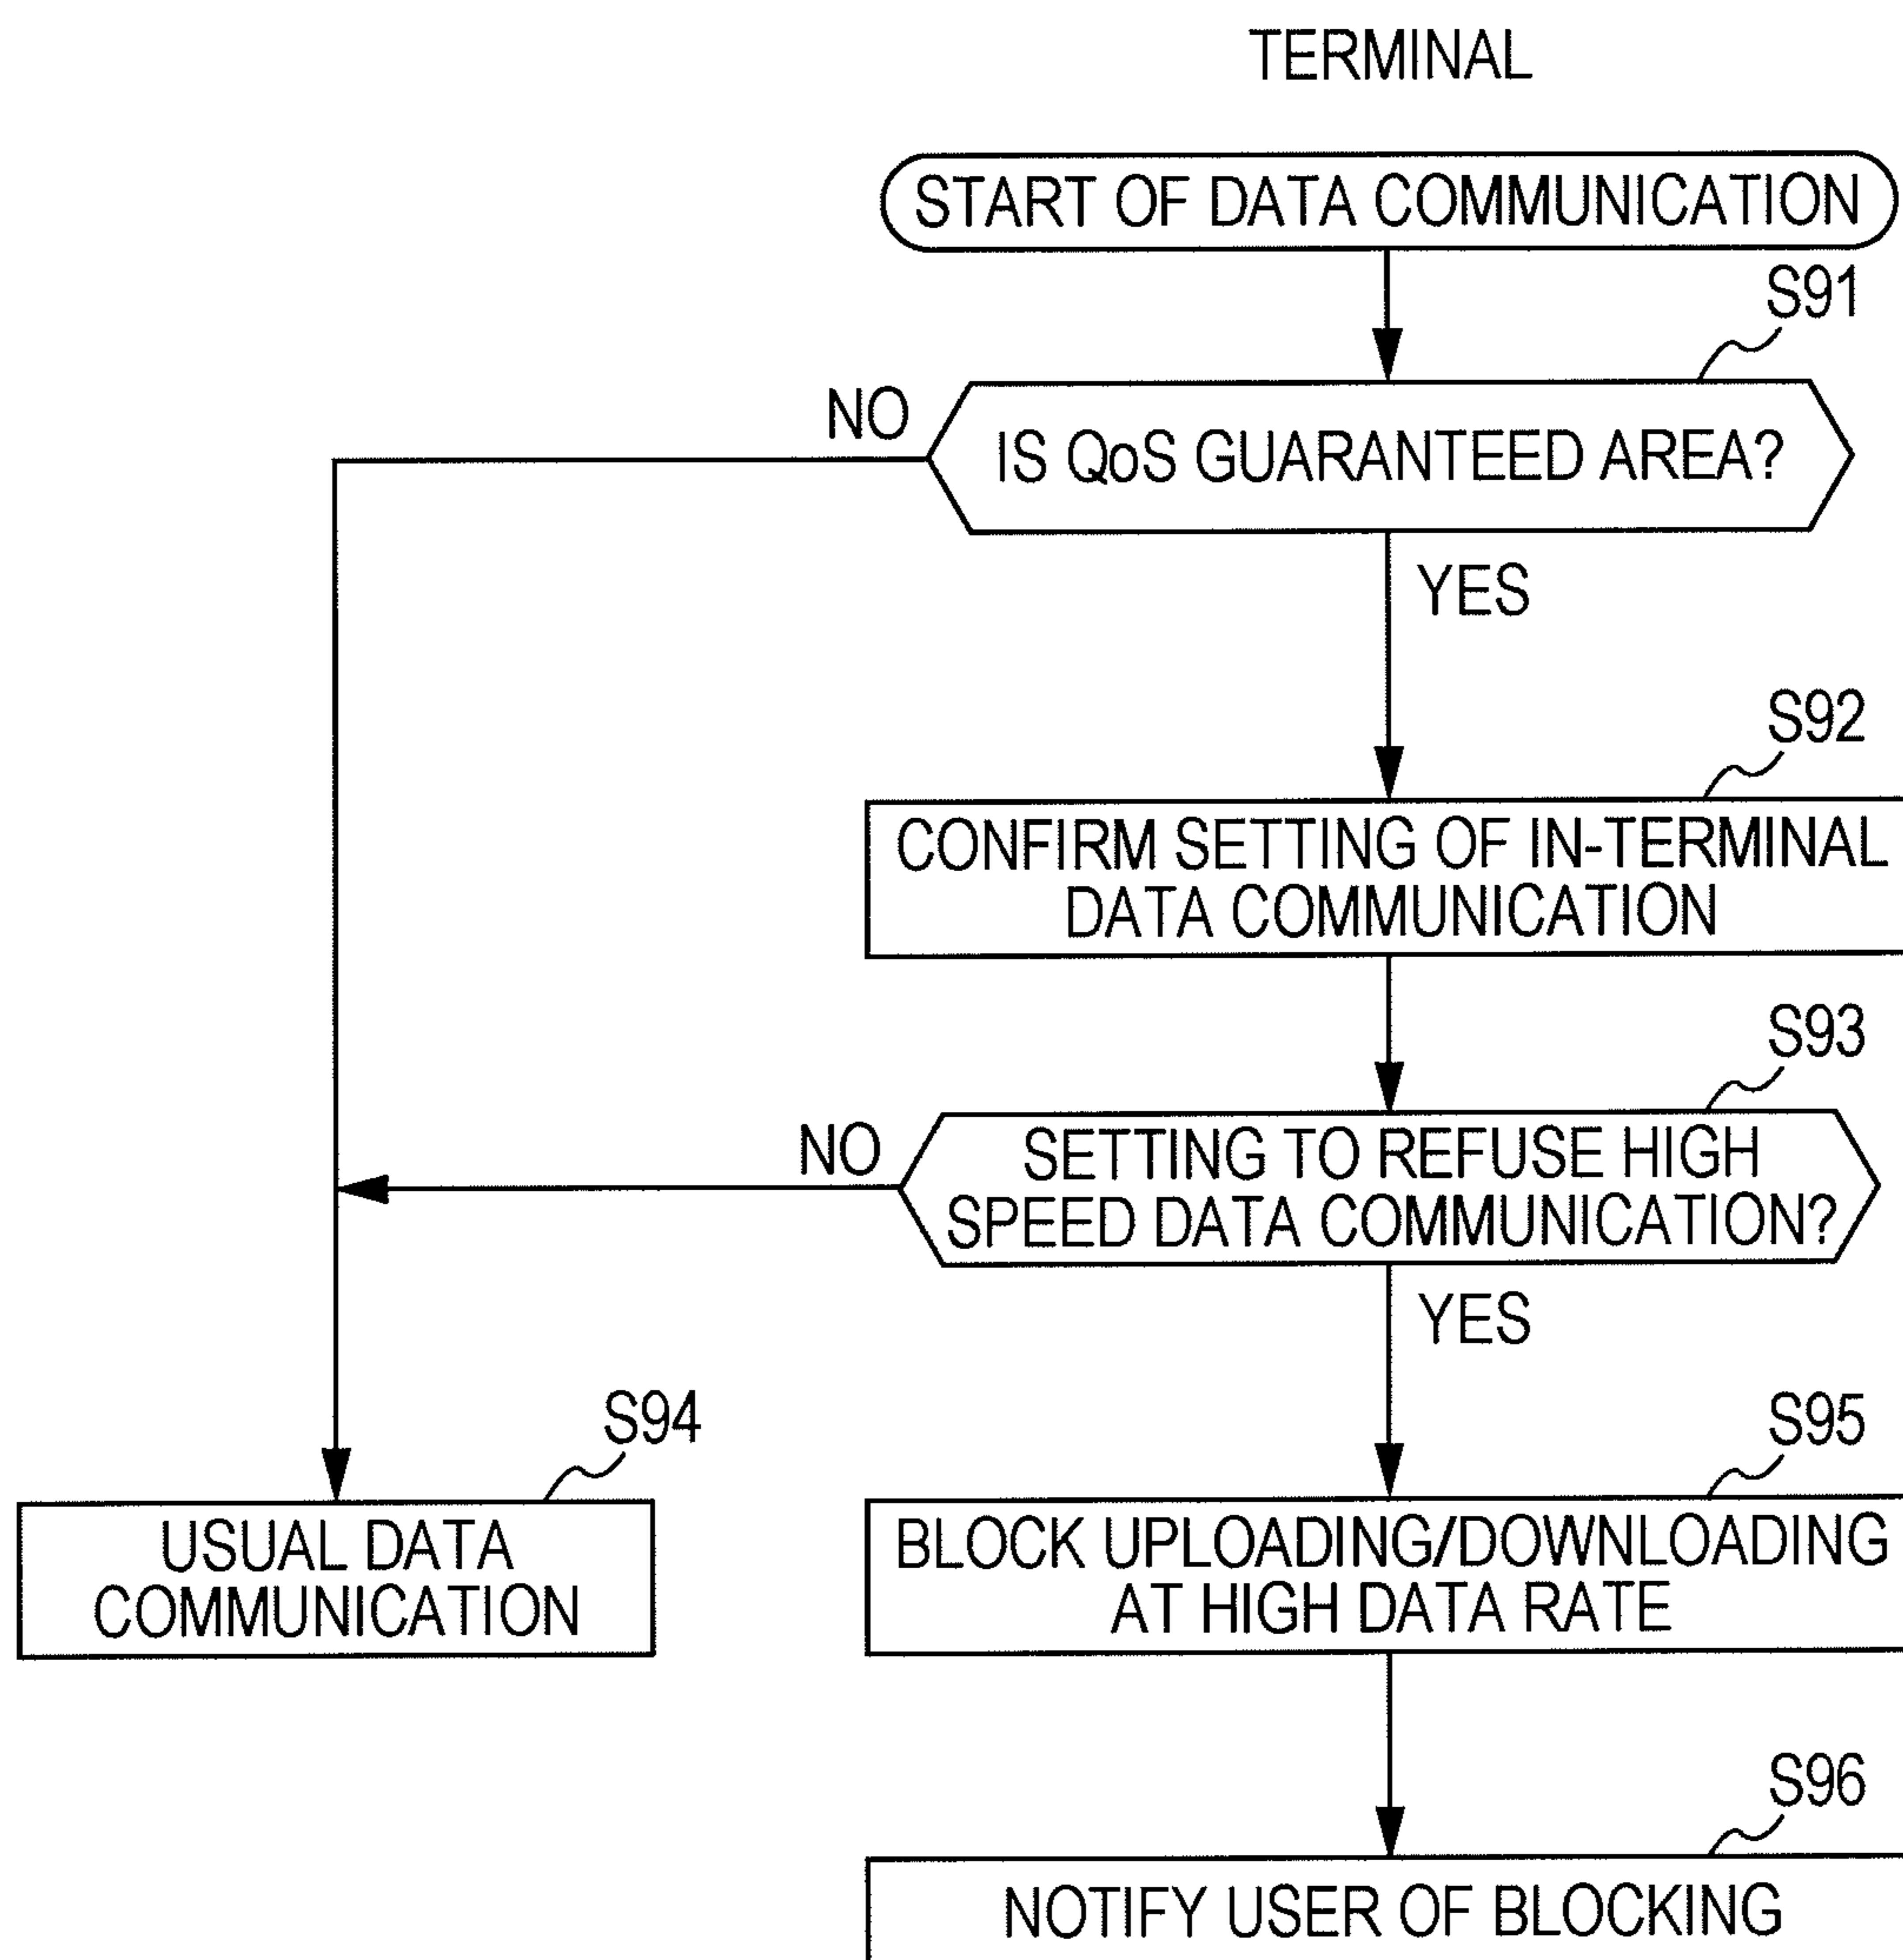 TERMINAL
START OF DATA COMMUNICATION
S91
NO
IS QoS GUARANTEED AREA?
YES
S92
CONFIRM SETTING OF IN-TERMINAL
DATA COMMUNICATION
S93
NO
SETTING TO REFUSE HIGH
SPEED DATA COMMUNICATION?
YES
S94
USUAL DATA
COMMUNICATION
S95
BLOCK UPLOADING/DOWNLOADING
AT HIGH DATA RATE
S96
NOTIFY USER OF BLOCKING